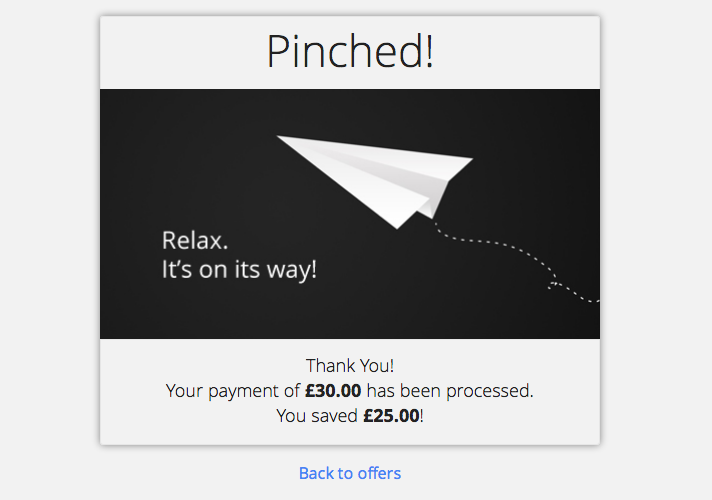 Pinched!
Relax.
It’s on its way!
Thank You!
Your payment of £30.00 has been processed.
You saved £25.00!
Back to offers